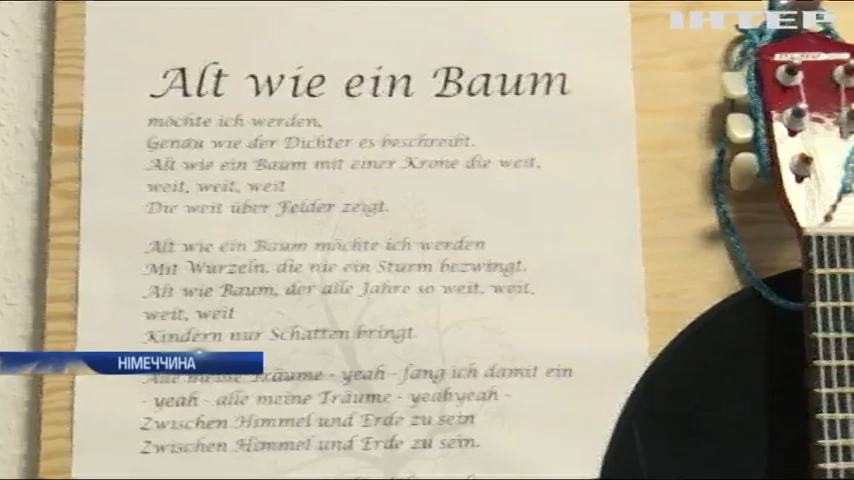 ІНТЕР
Alt wie ein Baum
möchte ich werden,
Genau wie der Dichter es beschreibt.
Alt wie ein Baum mit einer Krone die weit,
weit, weit, weit
Die weit über Felder zeigt.
Alt wie ein Baum möchte ich werden
Mit Wurzeln, die nie ein Sturm bezwingt.
Alt wie Baum, der alle Jahre so weit, weit,
weit, weit
Kindern nur Schatten bringt.
НІМЕЧЧИНА
Alle meine Träume - yeah - fang ich damit ein
- yeah - alle meine Träume - yeahyeah -
Zwischen Himmel und Erde zu sein
Zwischen Himmel und Erde zu sein.